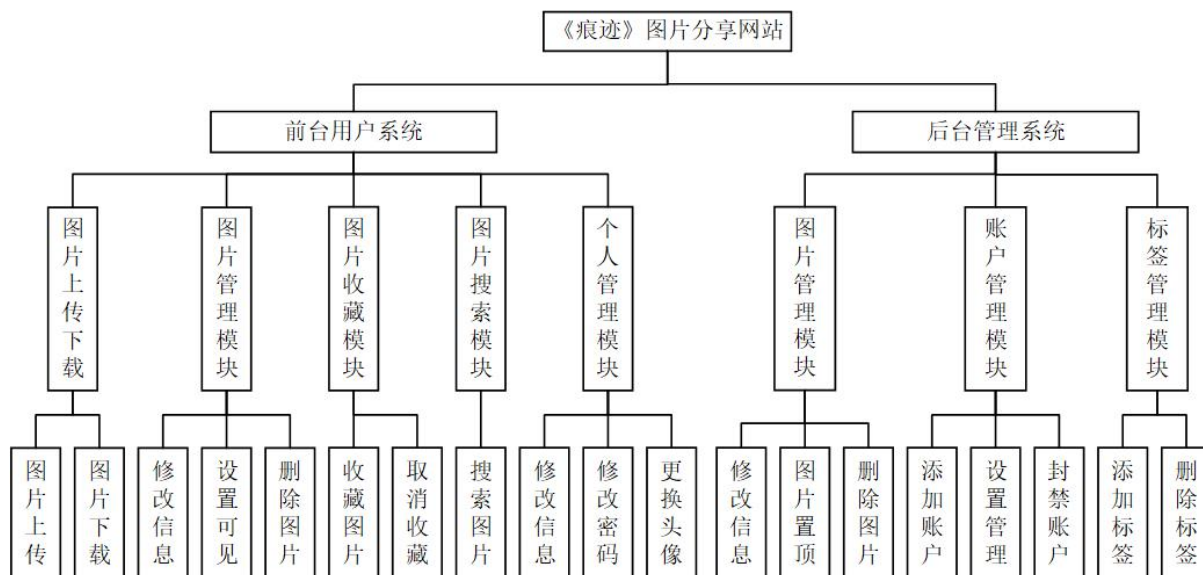 《痕迹》图片分享网站
前台用户系统
后台管理系统
图片上传下载
图片管理模块
图片收藏模块
图片搜索模块
个人管理模块
图片管理模块
账户管理模块
标签管理模块
图片上传
图片下载
修改信息
设置可见
删除图片
收藏图片
取消收藏
搜索图片
修改信息
修改密码
更换头像
修改信息
图片置顶
删除图片
添加账户
设置管理
封禁账户
添加标签
删除标签